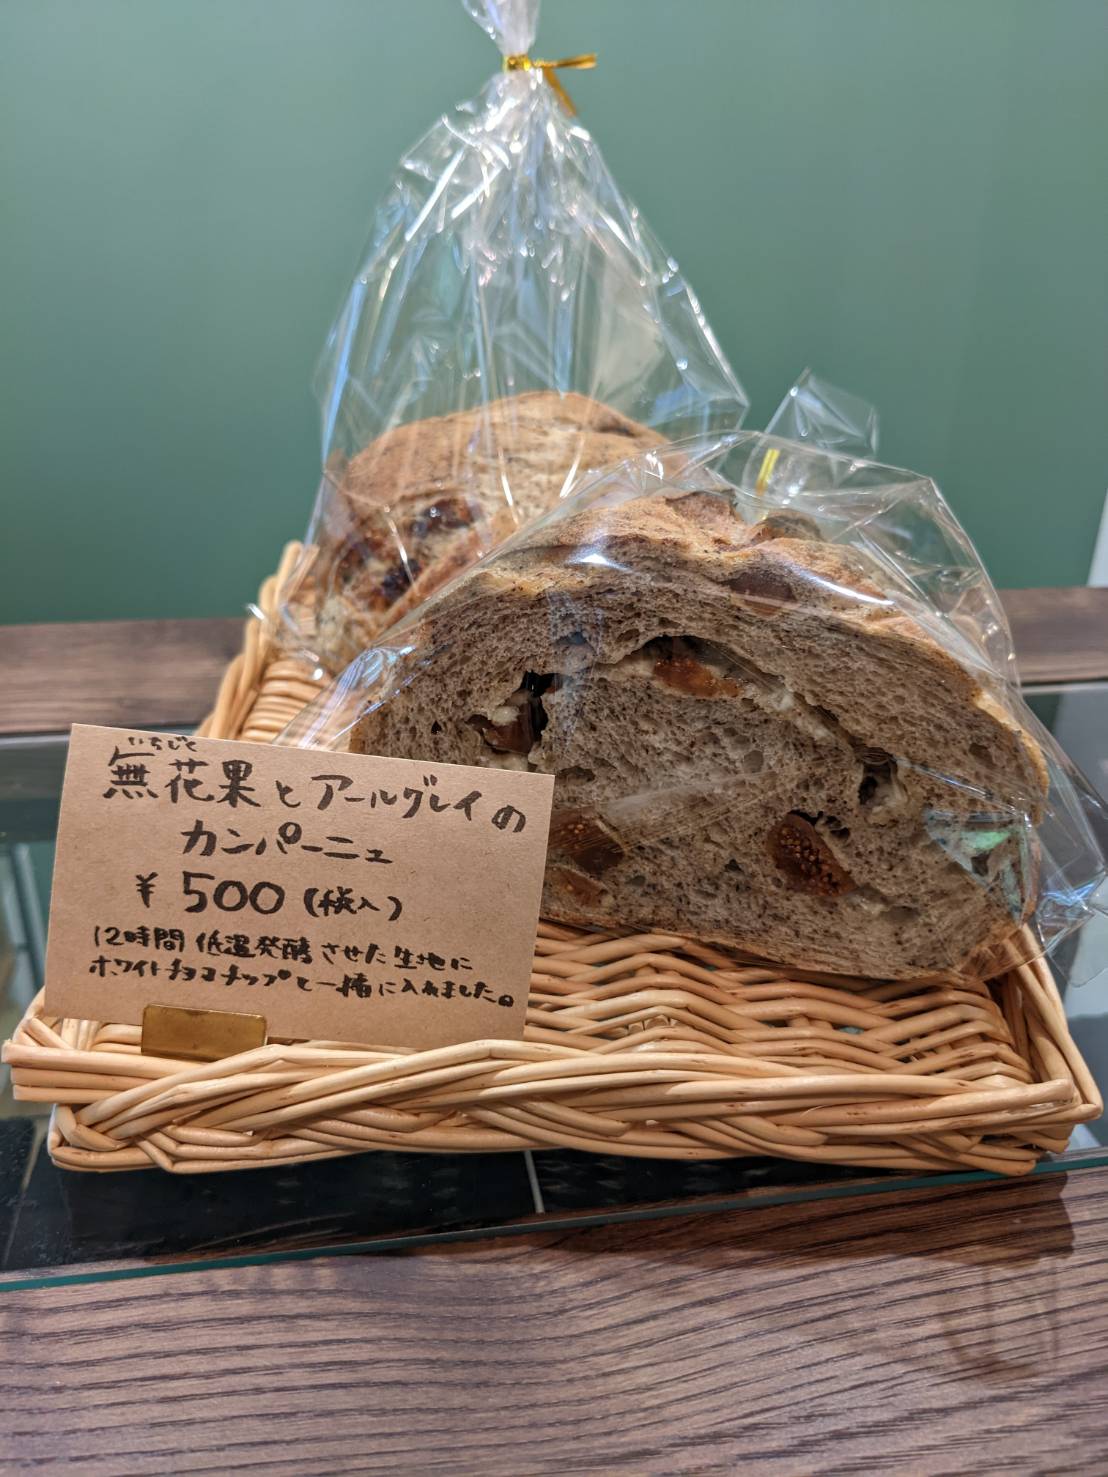 いちじく
無花果とアールグレイの
カンパーニュ
¥500(税入)
12時間低温発酵させた生地に
ホワイトチョコチップと一緒に入れました。